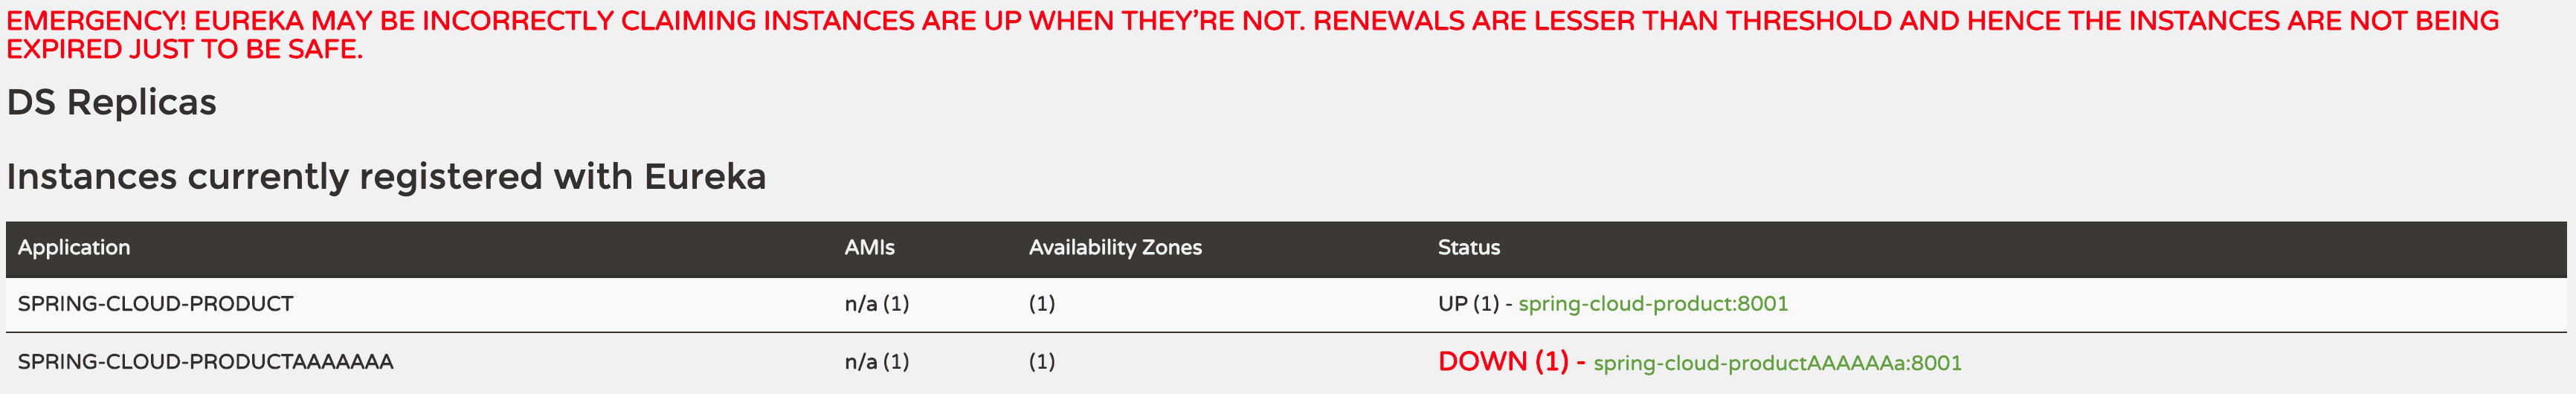 EMERGENCY! EUREKA MAY BE INCORRECTLY CLAIMING INSTANCES ARE UP WHEN THEY’RE NOT. RENEWALS ARE LESSER THAN THRESHOLD AND HENCE THE INSTANCES ARE NOT BEING
EXPIRED JUST TO BE SAFE.
DS Replicas
Instances currently registered with Eureka
Application AMIs Availability Zones Status
SPRING-CLOUD-PRODUCT n/a (1) (1) UP (1) - spring-cloud-product:8001
SPRING-CLOUD-PRODUCTAAAAAAA n/a (1) (1) DOWN (1) - spring-cloud-productAAAAAAa:8001